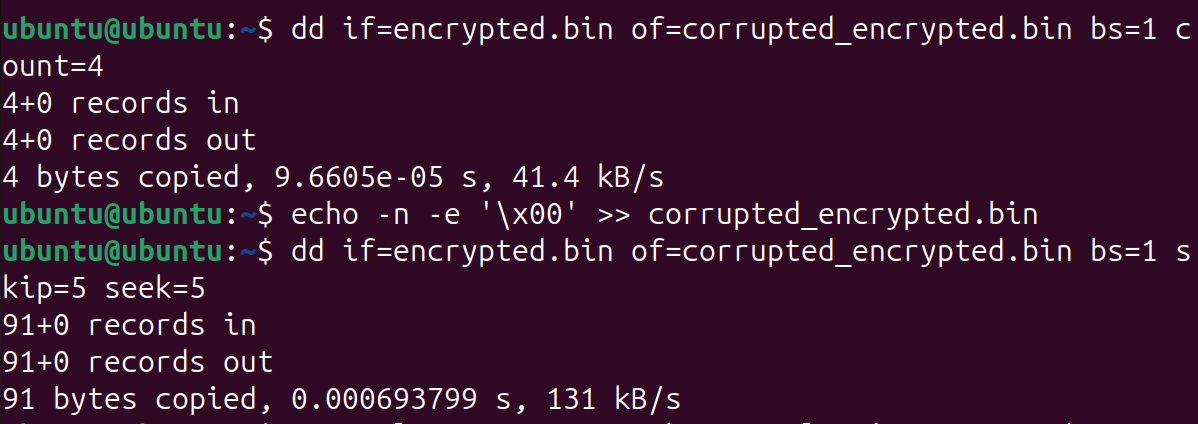 ubuntu@ubuntu:~$ dd if=encrypted.bin of=corrupted_encrypted.bin bs=1 c
ount=4
4+0 records in
4+0 records out
4 bytes copied, 9.6605e-05 s, 41.4 kB/s
ubuntu@ubuntu:~$ echo -n -e '\x00' >> corrupted_encrypted.bin
ubuntu@ubuntu:~$ dd if=encrypted.bin of=corrupted_encrypted.bin bs=1 s
kip=5 seek=5
91+0 records in
91+0 records out
91 bytes copied, 0.000693799 s, 131 kB/s